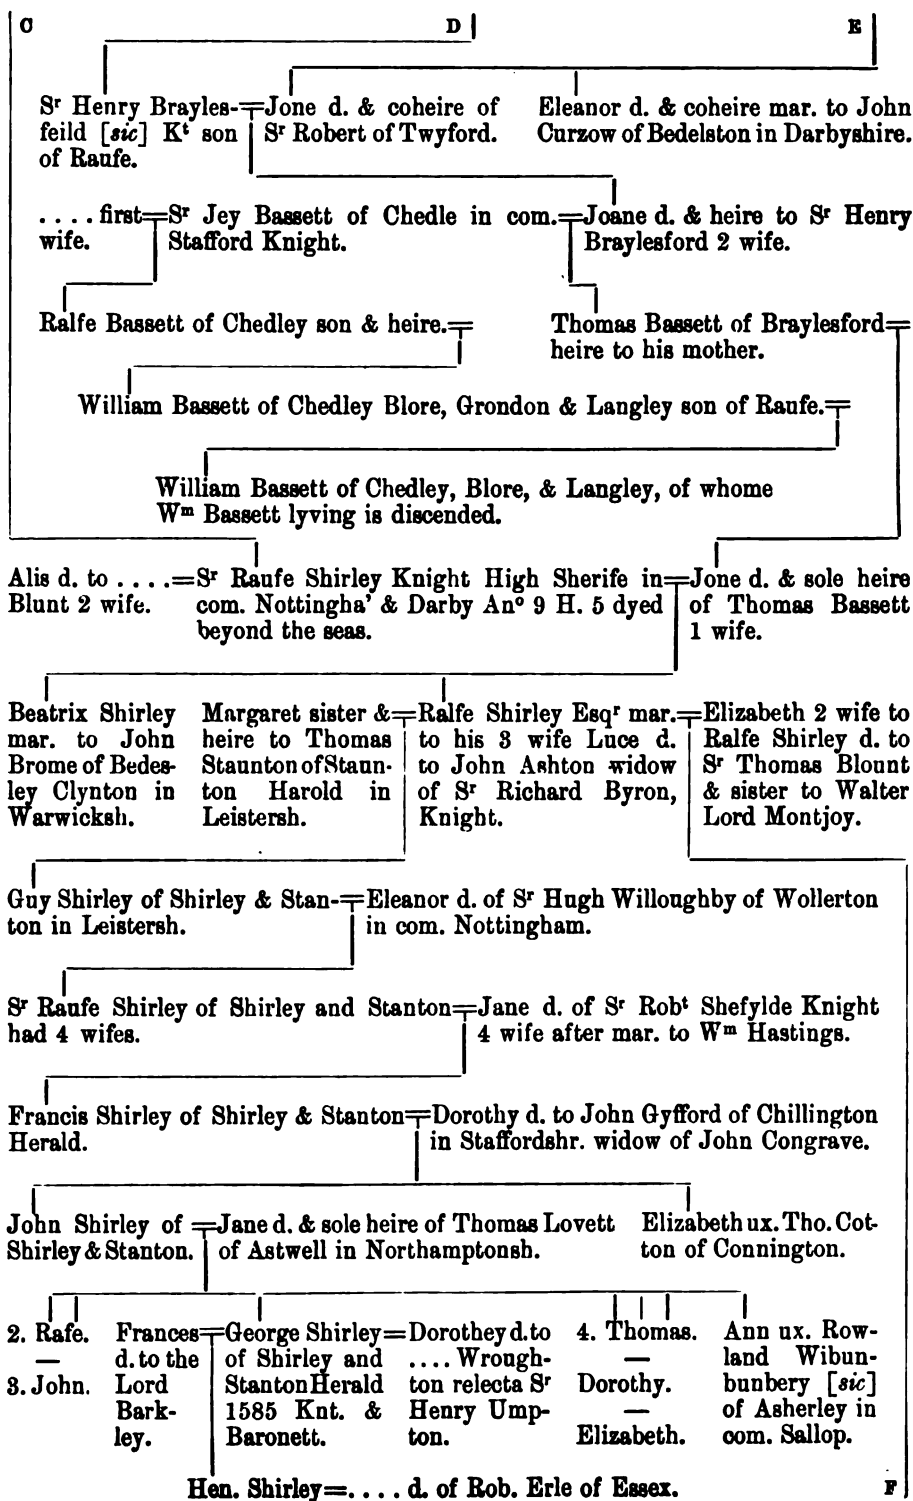 C D E
Sʳ Henry Brayles-=Jone d. & coheire of Eleanor d. & coheire mar. to John
feild [sic] Kᵗ son Sʳ Robert of Twyford. Curzow of Bedelston in Darbyshire.
of Raufe.
. . . . first=Sʳ Jey Bassett of Chedle in com.=Joane d. & heire to Sʳ Henry
wife. Stafford Knight. Braylesford 2 wife.
Ralfe Bassett of Chedley son & heire.= Thomas Bassett of Braylesford=
heire to his mother.
William Bassett of Chedley Blore, Grondon & Langley son of Raufe.=
William Bassett of Chedley, Blore, & Langley, of whome
Wᵐ Bassett lyving is discended.
Alis d. to . . . .=Sʳ Raufe Shirley Knight High Sherife in=Jone d. & sole heire
Blunt 2 wife. com. Nottingha' & Darby Anᵒ 9 H. 5 dyed of Thomas Bassett
beyond the seas. 1 wife.
Beatrix Shirley Margaret sister &=Ralfe Shirley Esqʳ mar.=Elizabeth 2 wife to
mar. to John heire to Thomas to his 3 wife Luce d. Ralfe Shirley d. to
Brome of Bedes- Staunton of Staun- to John Ashton widow Sʳ Thomas Blount
ley Clynton in ton Harold in of Sʳ Richard Byron, & sister to Walter
Warwicksh. Leistersh. Knight. Lord Montjoy.
Guy Shirley of Shirley & Stan-=Eleanor d. of Sʳ Hugh Willoughby of Wollerton
ton in Leistersh. in com. Nottingham.
Sʳ Raufe Shirley of Shirley and Stanton=Jane d. of Sʳ Robᵗ Shefylde Knight
had 4 wifes. 4 wife after mar. to Wᵐ Hastings.
Francis Shirley of Shirley & Stanton=Dorothy d. to John Gyfford of Chillington
Herald. in Staffordshr. widow of John Congrave.
John Shirley of =Jane d. & sole heire of Thomas Lovett Elizabeth ux. Tho. Cot-
Shirley & Stanton. of Astwell in Northamptonsh. ton of Connington.
2. Rafe. Frances=George Shirley=Dorothey d. to 4. Thomas. Ann ux. Row-
— d. to the of Shirley and . . . . Wrough- — land Wibun-
3. John. Lord Stanton Herald ton relecta Sʳ Dorothy. bunbery [sic]
Bark- 1585 Knt. & Henry Ump- — of Asherley in
ley. Baronett. ton. Elizabeth. com. Sallop.
Hen. Shirley=. . . . d. of Rob. Erle of Essex. F